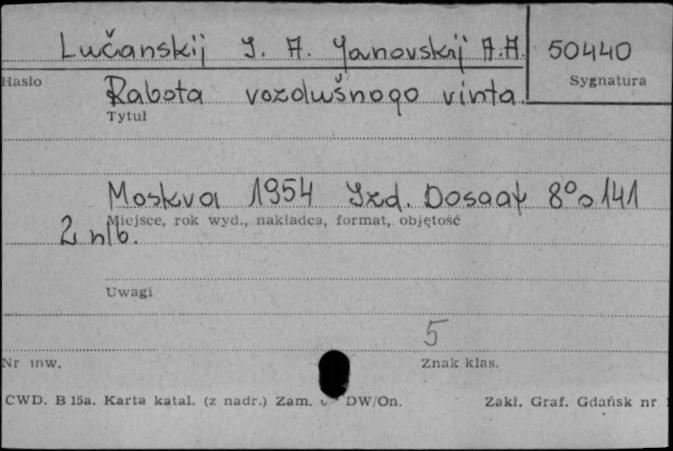 Lučanskij I. A. Janovskij A.A. 50440
Hasło
Sygnatura
Rabota vozdušnogo vinta.
Tytuł
Moskva 1954 Izd. Dosaaf 8° 141
Miejsce, rok wyd., nakładca, format, objętość
2 nlb.
Uwagi
5
Nr inw. Znak klas.
CWD. B 15a. Karta katal. (z nadr.) Zam. DW/On. Zakł. Graf. Gdańsk nr